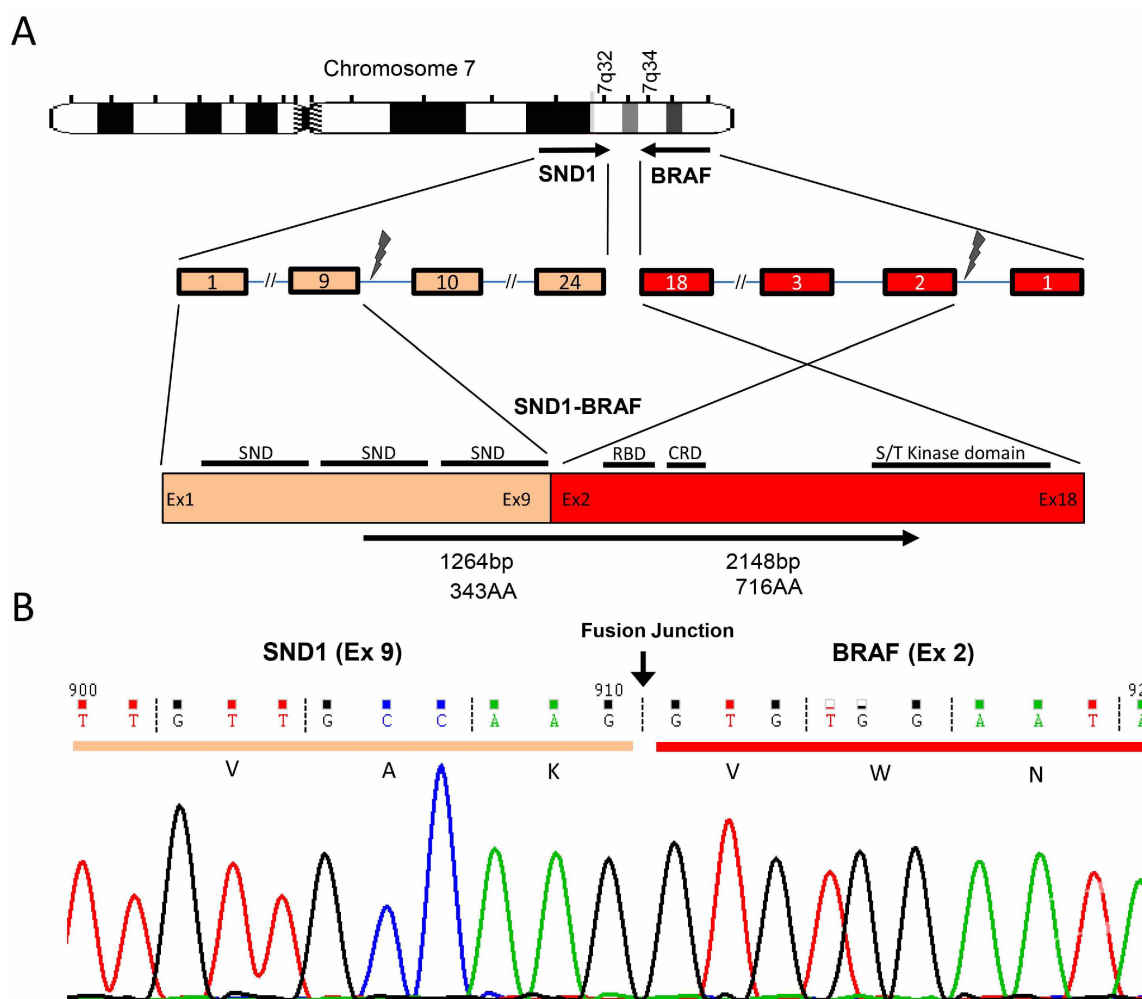 A
Chromosome 7
7q32
7q34
SND1
BRAF
1 // 9 10 // 24 18 // 3 2 1
SND1-BRAF
SND SND SND RBD CRD S/T Kinase domain
Ex1 Ex9 Ex2 Ex18
1264bp 2148bp
343AA 716AA
B
Fusion Junction
SND1 (Ex 9) BRAF (Ex 2)
900 910 92
T T G T T G C C A A G G T G T G G A A T A
V A K V W N